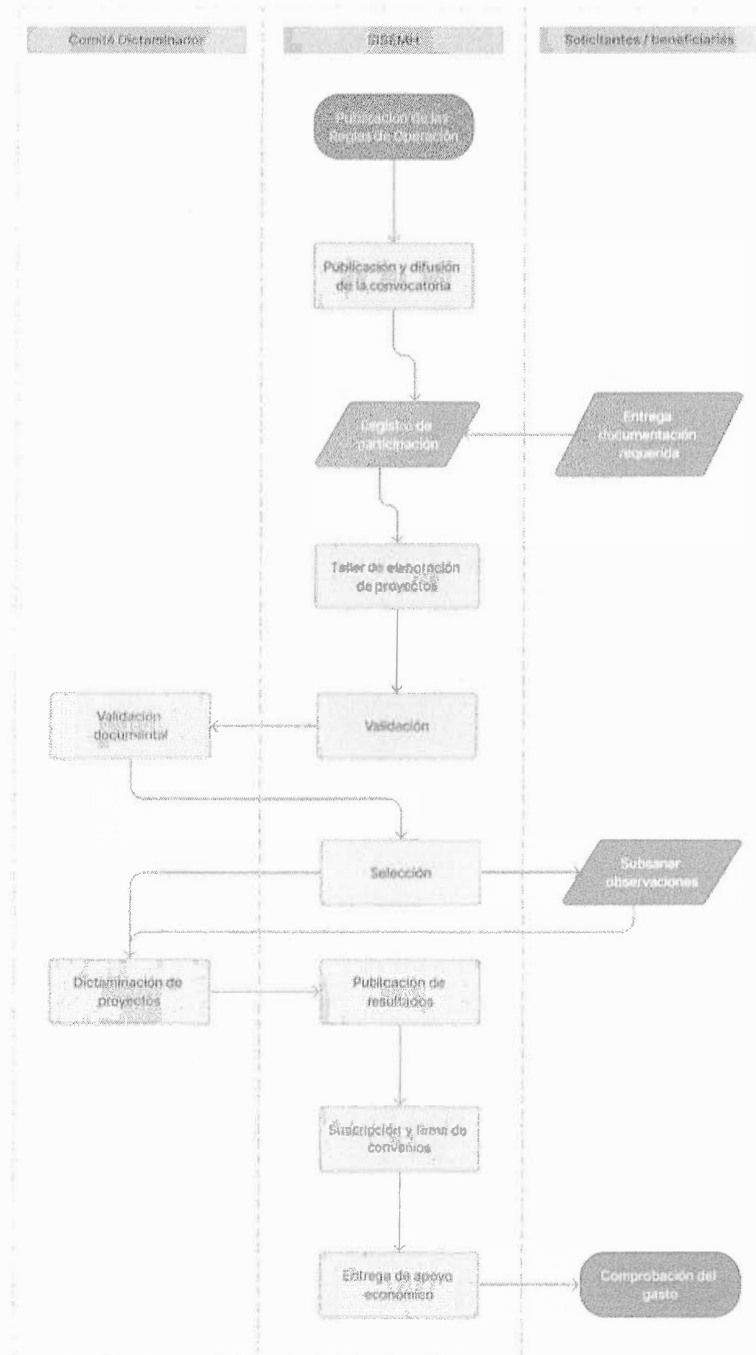 Comité Dictaminador
SISEMH
Solicitantes / beneficiarias
Publicación de las
Reglas de Operación
Publicación y difusión
de la convocatoria
Registro de
participación
Entrega
documentación
requerida
Taller de elaboración
de proyectos
Validación
documental
Validación
Selección
Subsanar
observaciones
Dictaminación de
proyectos
Publicación de
resultados
Suscripción y firma de
convenios
Entrega de apoyo
económico
Comprobación del
gasto